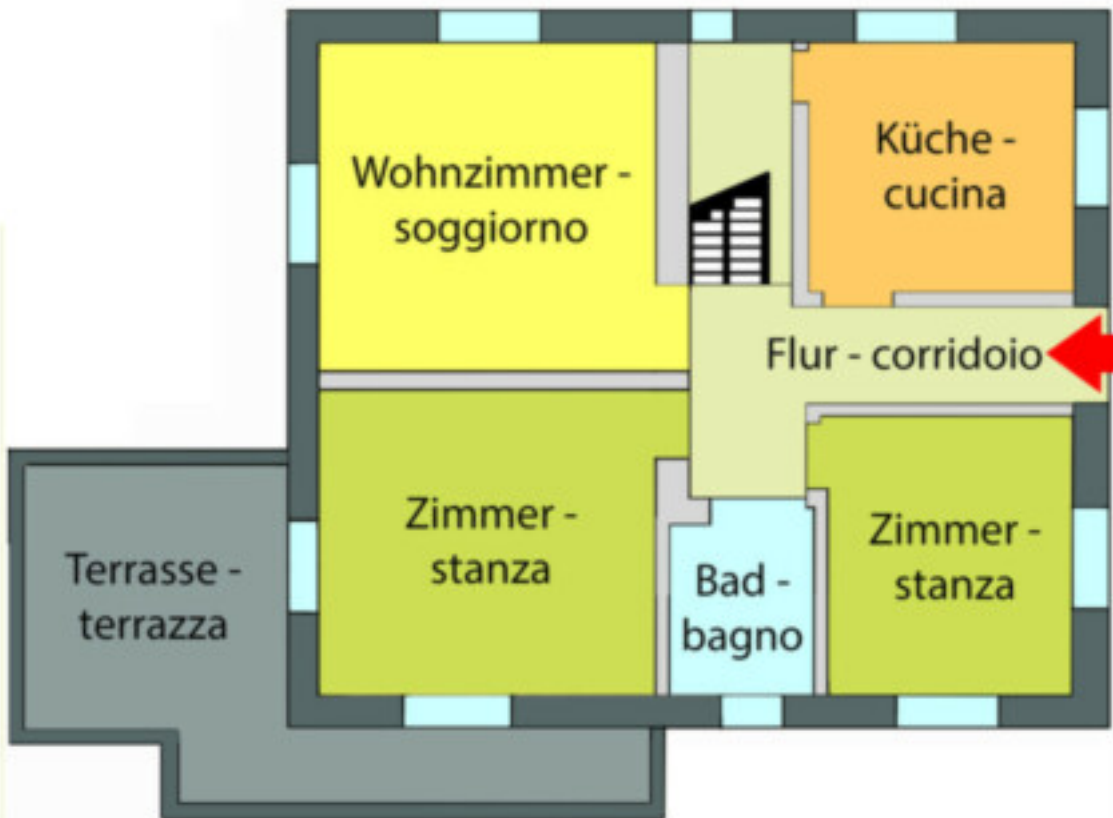 Wohnzimmer -
soggiorno
Küche -
cucina
Flur - corridoio
Zimmer -
stanza
Zimmer -
stanza
Terrasse -
terrazza
Bad -
bagno